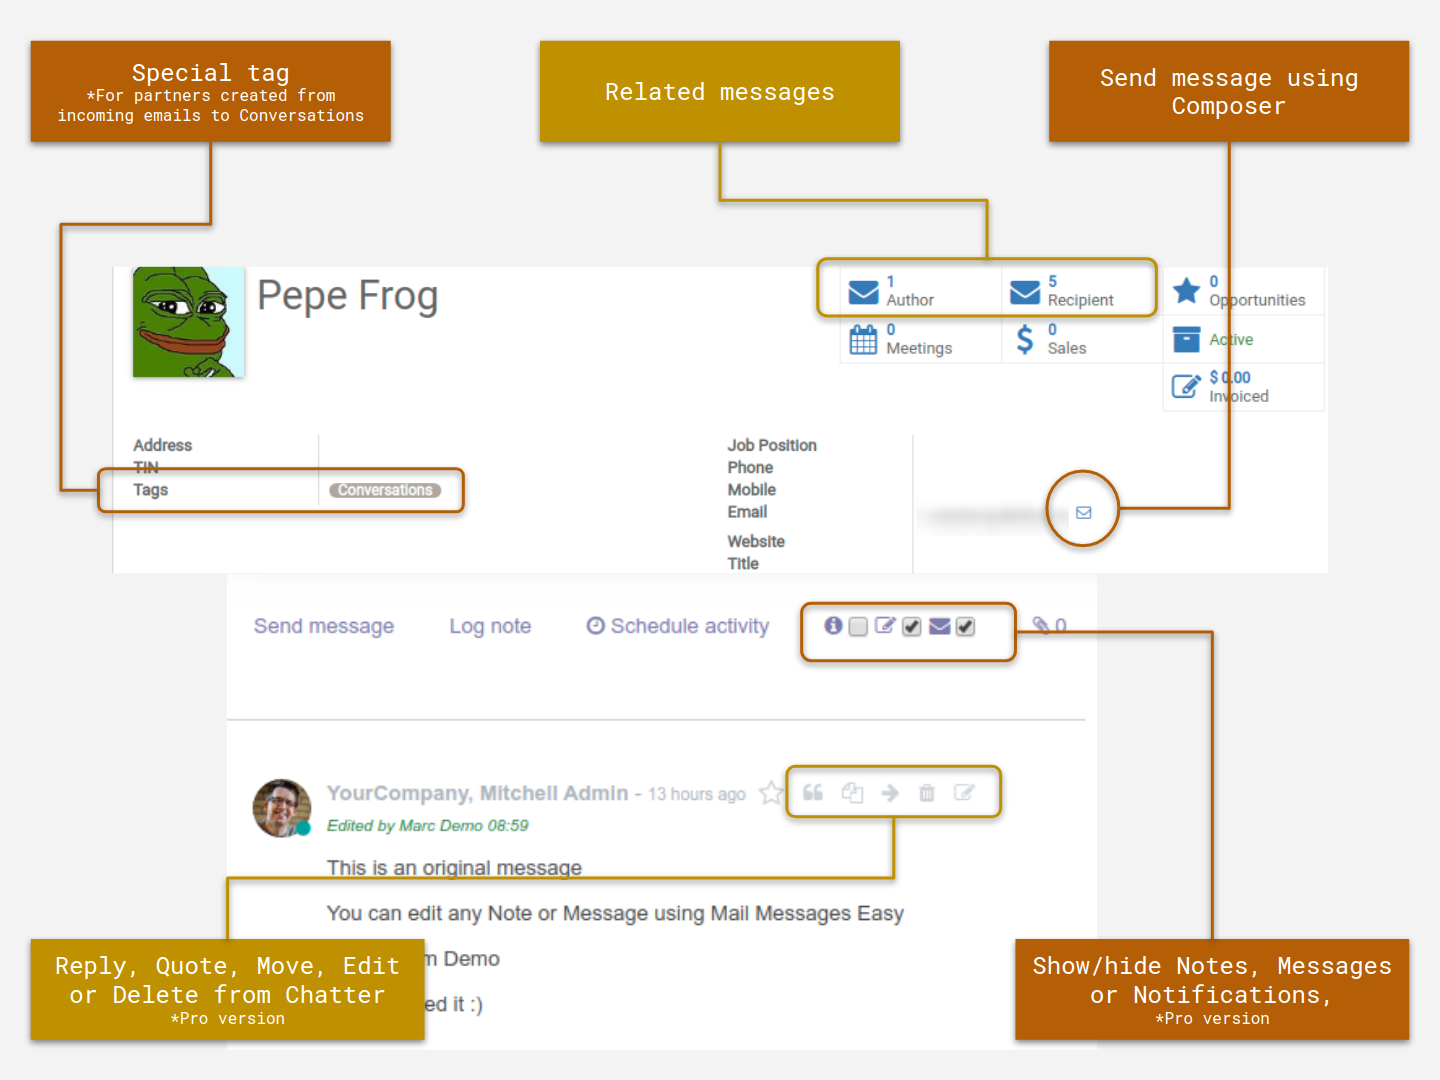 Special tag
*For partners created from
incoming emails to Conversations
Related messages
Send message using
Composer
Pepe Frog
1
Author
5
Recipient
0
Opportunities
0
Meetings
0
Sales
Active
$ 0.00
Invoiced
Address
TIN
Tags
Conversations
Job Position
Phone
Mobile
Email
Website
Title
Send message
Log note
Schedule activity
0
YourCompany, Mitchell Admin - 13 hours ago
Edited by Marc Demo 08:59
This is an original message
You can edit any Note or Message using Mail Messages Easy
m Demo
ed it :)
Reply, Quote, Move, Edit
or Delete from Chatter
*Pro version
Show/hide Notes, Messages
or Notifications,
*Pro version